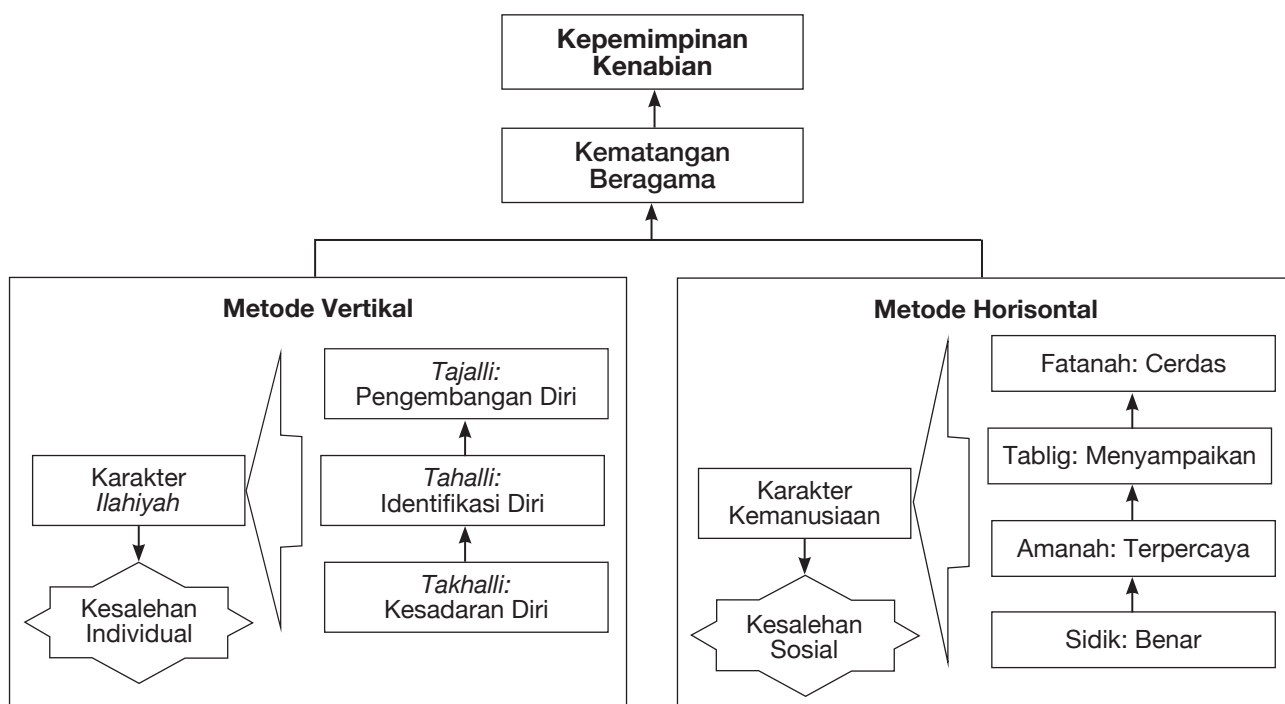 Kepemimpinan
Kenabian
Kematangan
Beragama
Metode Vertikal
Tajalli:
Pengembangan Diri
Karakter
Ilahiyah
Tahalli:
Identifikasi Diri
Kesalehan
Individual
Takhalli:
Kesadaran Diri
Metode Horisontal
Fatanah: Cerdas
Tablig: Menyampaikan
Karakter
Kemanusiaan
Amanah: Terpercaya
Kesalehan
Sosial
Sidik: Benar